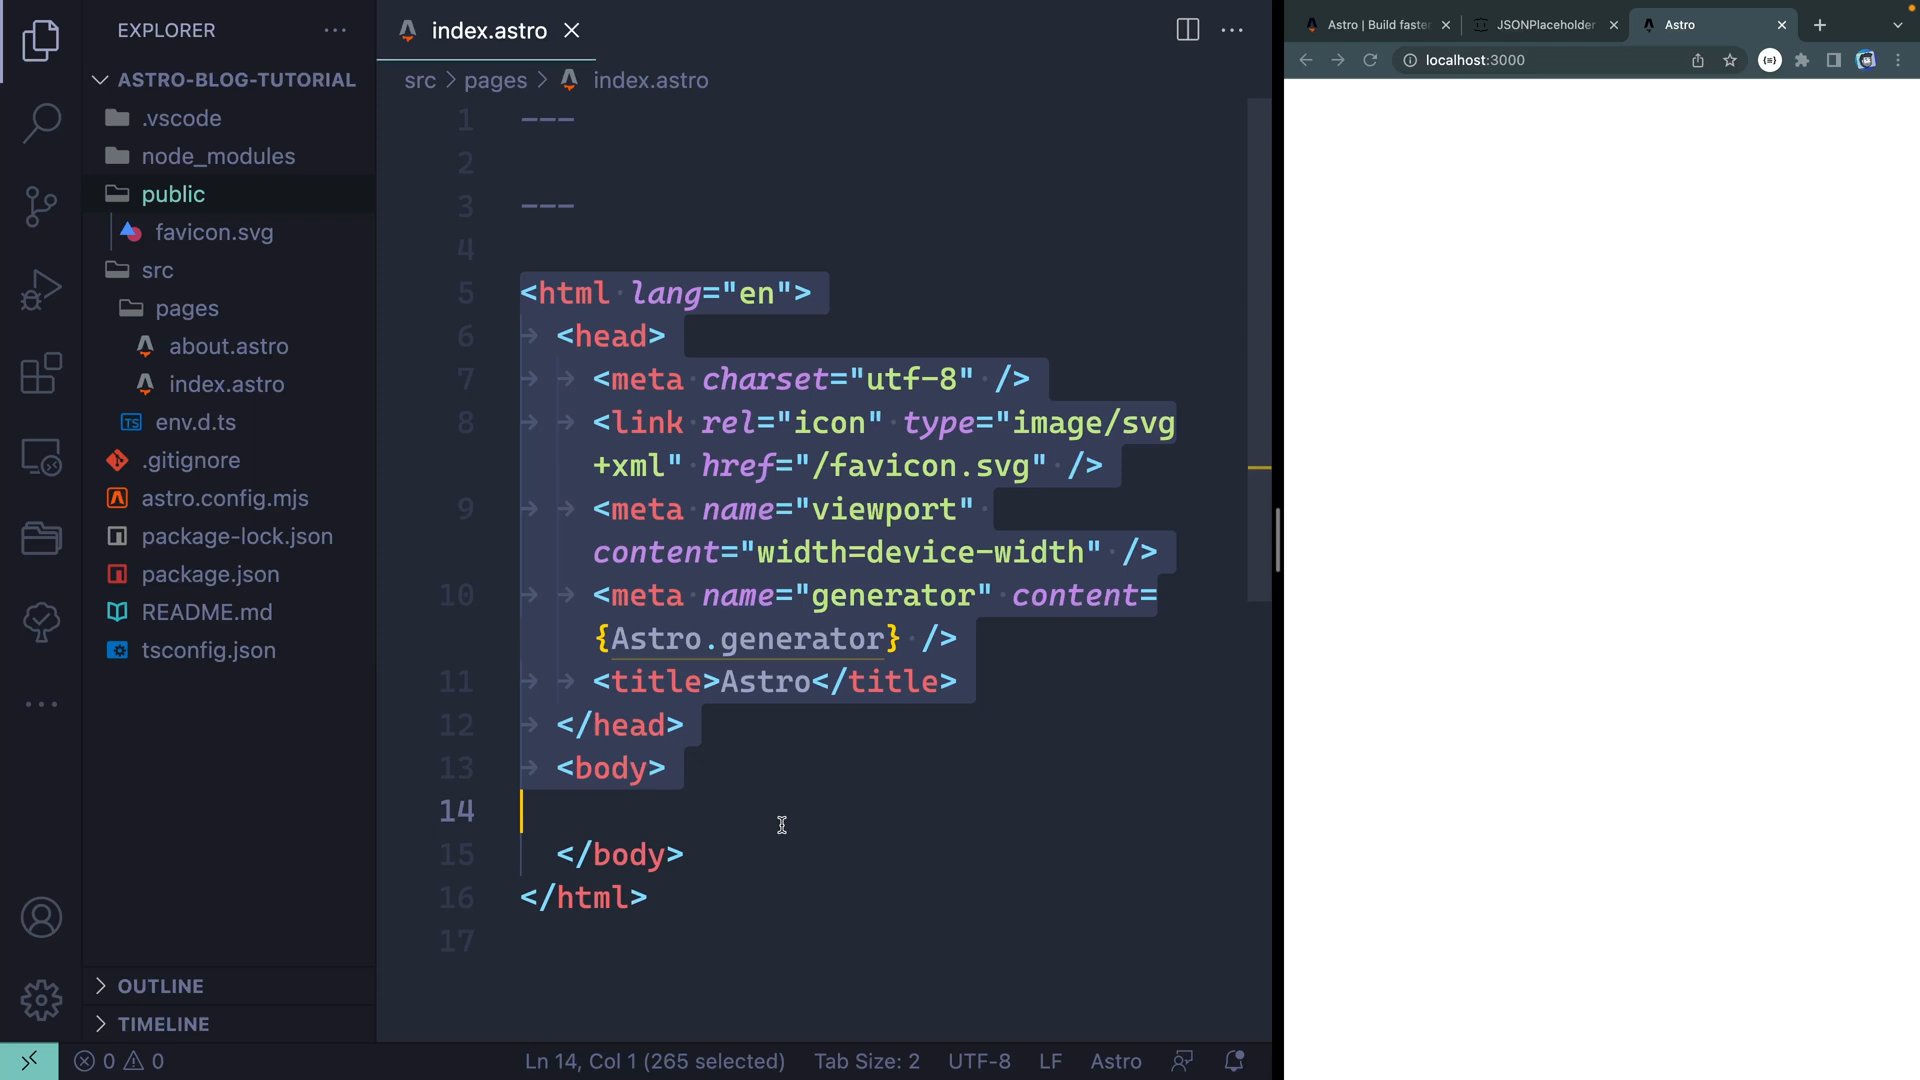 EXPLORER
ASTRO-BLOG-TUTORIAL
.vscode
node_modules
public
favicon.svg
src
pages
about.astro
index.astro
env.d.ts
.gitignore
astro.config.mjs
package-lock.json
package.json
README.md
tsconfig.json
OUTLINE
TIMELINE
index.astro
src > pages > index.astro
1 ---
2
3 ---
4
5 <html lang="en">
6 <head>
7 <meta charset="utf-8" />
8 <link rel="icon" type="image/svg
+xml" href="/favicon.svg" />
9 <meta name="viewport"
content="width=device-width" />
10 <meta name="generator" content=
{Astro.generator} />
11 <title>Astro</title>
12 </head>
13 <body>
14
15 </body>
16 </html>
17
0 0 Ln 14, Col 1 (265 selected) Tab Size: 2 UTF-8 LF Astro
Astro | Build faster JSONPlaceholder Astro
localhost:3000